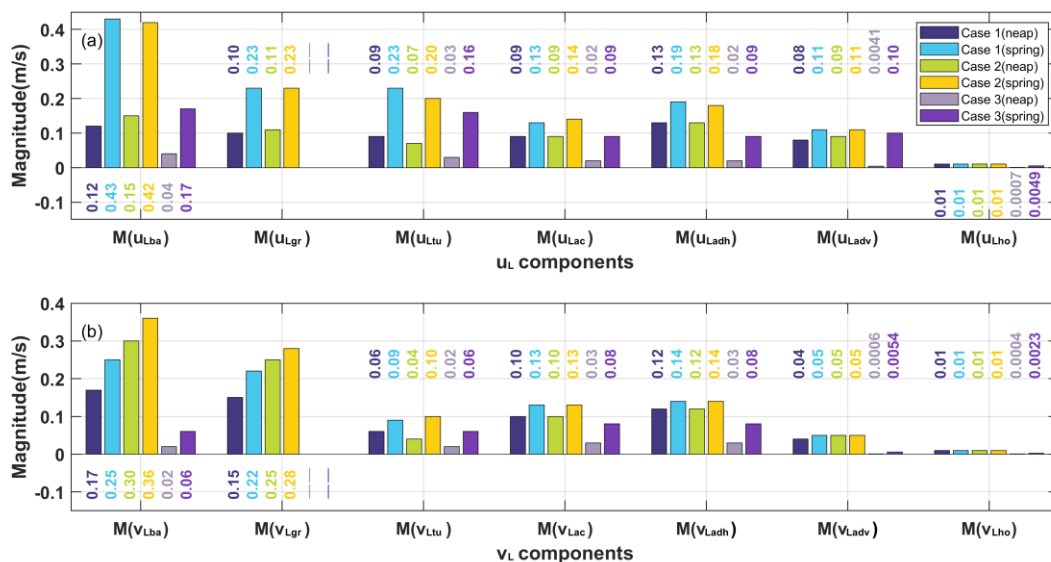 (a)
Magnitude(m/s)
0.4
0.3
0.2
0.1
0
-0.1
0.12 0.43 0.15 0.42 0.04 0.17
0.10 0.23 0.11 0.23 — —
0.09 0.23 0.07 0.20 0.03 0.16
0.09 0.13 0.09 0.14 0.02 0.09
0.13 0.19 0.13 0.18 0.02 0.09
0.08 0.11 0.09 0.11 0.0041 0.10
0.01 0.01 0.01 0.01 0.0007 0.0049
Case 1(neap)
Case 1(spring)
Case 2(neap)
Case 2(spring)
Case 3(neap)
Case 3(spring)
M(uLba) M(uLgr) M(uLtu) M(uLac) M(uLadh) M(uLadv) M(uLho)
uL components
(b)
Magnitude(m/s)
0.4
0.3
0.2
0.1
0
-0.1
0.17 0.25 0.30 0.36 0.02 0.06
0.15 0.22 0.25 0.28 — —
0.06 0.09 0.04 0.10 0.02 0.06
0.10 0.13 0.10 0.13 0.03 0.08
0.12 0.14 0.12 0.14 0.03 0.08
0.04 0.05 0.05 0.05 0.0006 0.0054
0.01 0.01 0.01 0.01 0.0004 0.0023
M(vLba) M(vLgr) M(vLtu) M(vLac) M(vLadh) M(vLadv) M(vLho)
vL components